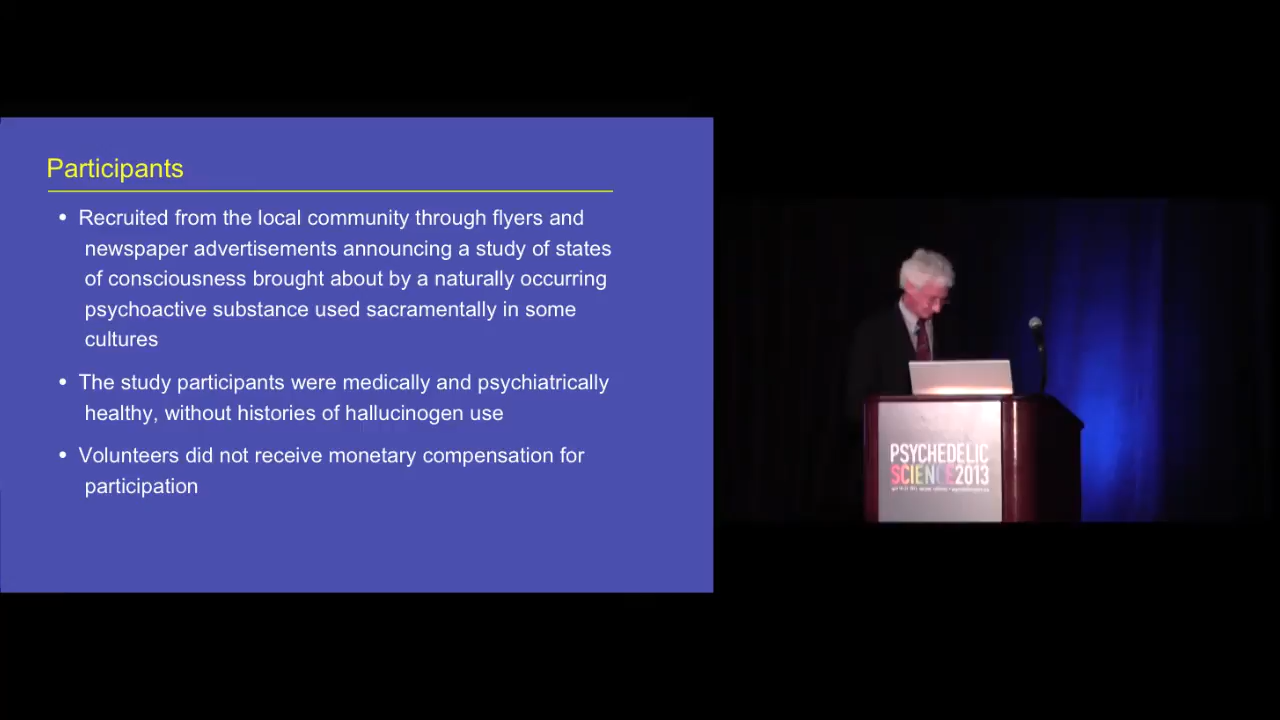 Participants
• Recruited from the local community through flyers and
newspaper advertisements announcing a study of states
of consciousness brought about by a naturally occurring
psychoactive substance used sacramentally in some
cultures
• The study participants were medically and psychiatrically
healthy, without histories of hallucinogen use
• Volunteers did not receive monetary compensation for
participation
PSYCHEDELIC
SCIENCE2013